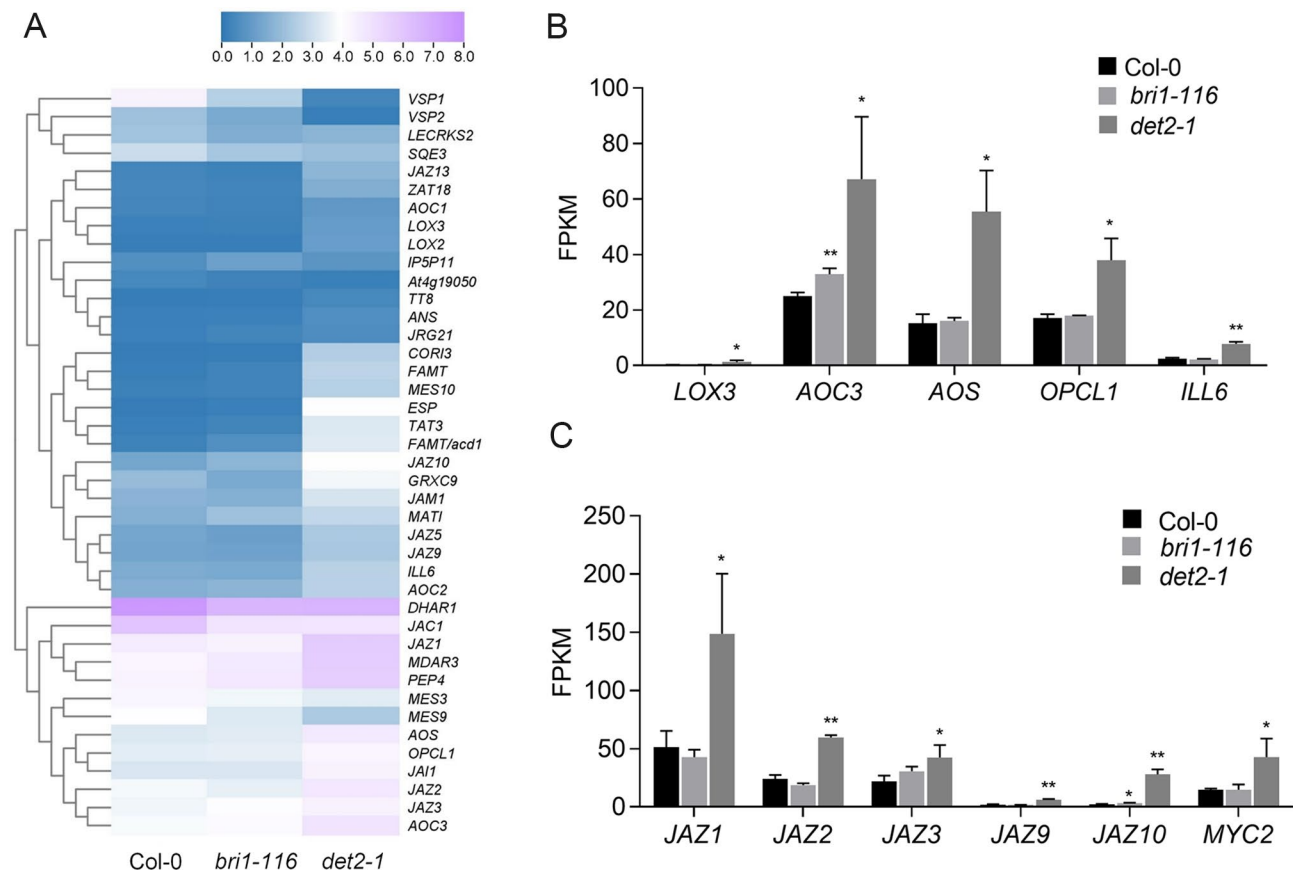 A
0.0 1.0 2.0 3.0 4.0 5.0 6.0 7.0 8.0
VSP1
VSP2
LECRKS2
SQE3
JAZ13
ZAT18
AOC1
LOX3
LOX2
IP5P11
At4g19050
TT8
ANS
JRG21
CORI3
FAMT
MES10
ESP
TAT3
FAMT/acd1
JAZ10
GRXC9
JAM1
MATI
JAZ5
JAZ9
ILL6
AOC2
DHAR1
JAC1
JAZ1
MDAR3
PEP4
MES3
MES9
AOS
OPCL1
JAI1
JAZ2
JAZ3
AOC3
Col-0 bri1-116 det2-1
B
Col-0
bri1-116
det2-1
FPKM
100
80
60
40
20
0
*
** *
*
*
**
LOX3 AOC3 AOS OPCL1 ILL6
C
Col-0
bri1-116
det2-1
FPKM
250
200
150
100
50
0
*
**
*
**
* **
*
JAZ1 JAZ2 JAZ3 JAZ9 JAZ10 MYC2